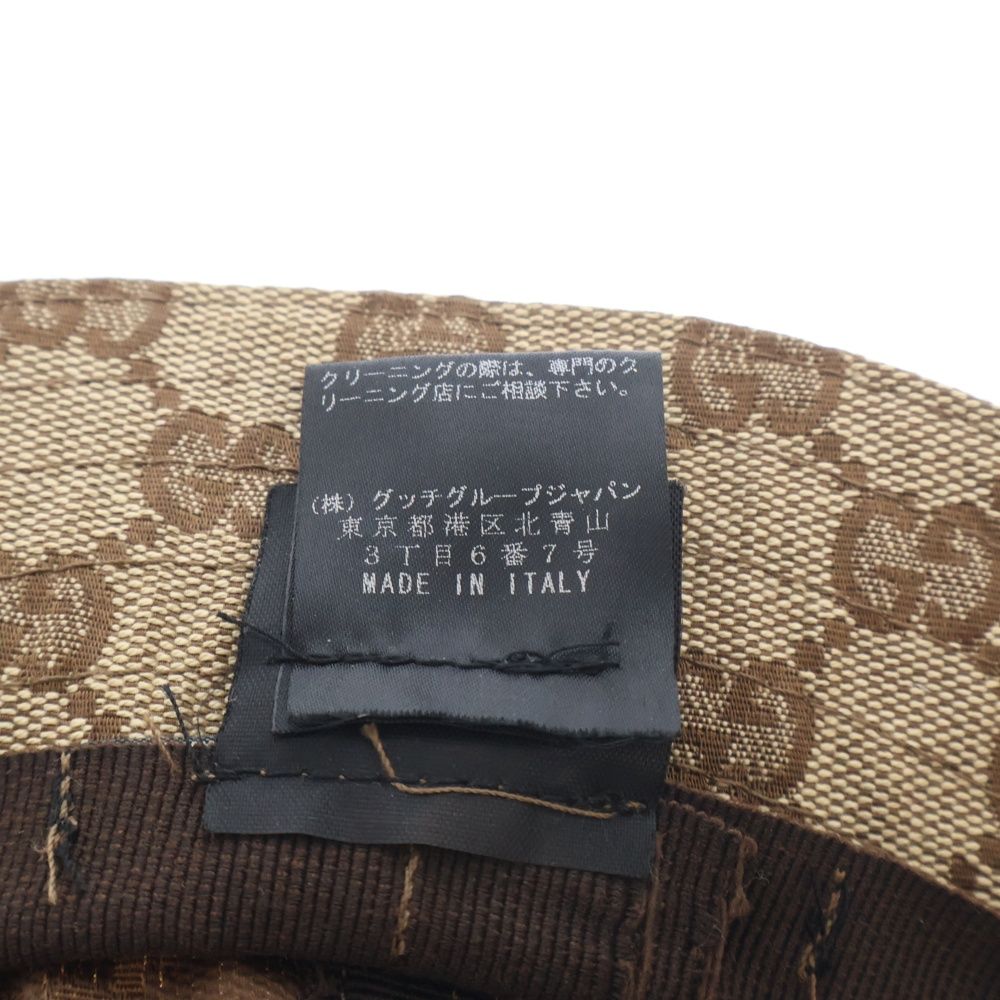 クリーニングの際は、専門のク
リーニング店にご相談下さい。
(株) グッチグループジャパン
東京都港区北青山
3丁目6番7号
MADE IN ITALY